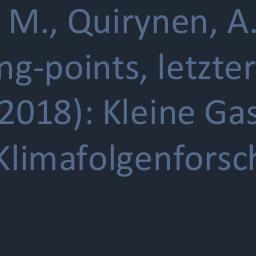 M., Quirynen, A.
ng-points, letzter
2018): Kleine Gas
Klimafolgenforsch